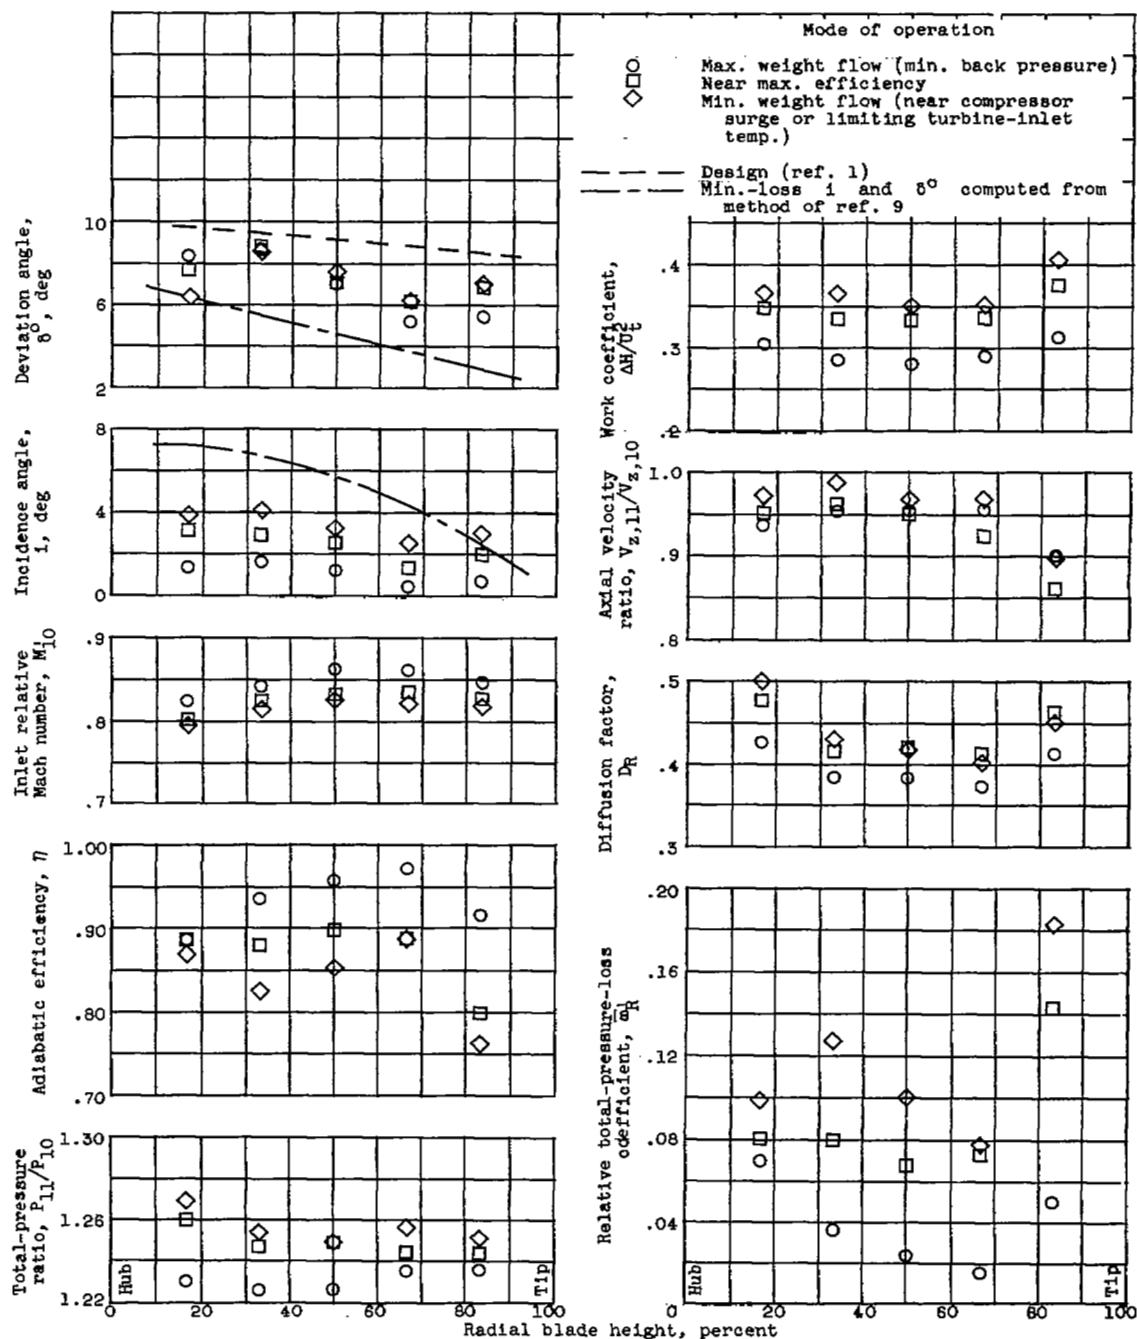 Mode of operation
Max. weight flow (min. back pressure)
Near max. efficiency
Min. weight flow (near compressor
surge or limiting turbine-inlet
temp.)
Design (ref. 1)
Min.-loss i and δ° computed from
method of ref. 9
Deviation angle,
δ°, deg
10
6
2
Incidence angle,
i, deg
8
4
0
Inlet relative
Mach number, M'10
.9
.8
.7
Adiabatic efficiency, η
1.00
.90
.80
.70
Total-pressure
ratio, P11/P10
1.30
1.26
1.22
Hub
Tip
20
40
60
80
100
Work coefficient,
ΔH/U²t
.4
.3
.2
Axial velocity
ratio, Vz,11/Vz,10
1.0
.9
.8
Diffusion factor,
DR
.5
.4
.3
Relative total-pressure-loss
coefficient, ω̄'R
.20
.16
.12
.08
.04
Hub
Tip
0
20
40
60
80
100
Radial blade height, percent